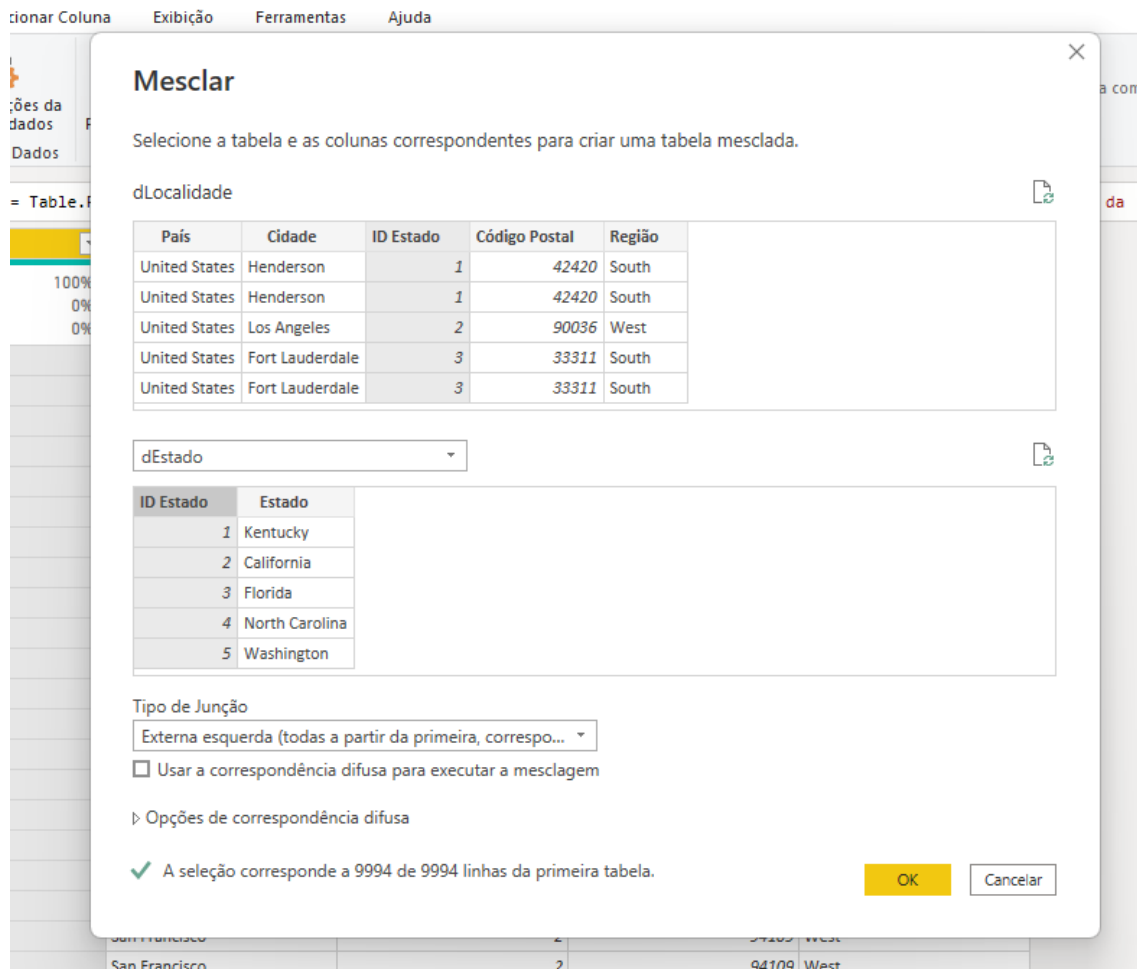 cionar Coluna Exibição Ferramentas Ajuda
ções da
dados
Dados
a com
= Table.
da
100%
0%
0%
Mesclar
Selecione a tabela e as colunas correspondentes para criar uma tabela mesclada.
dLocalidade
País Cidade ID Estado Código Postal Região
United States Henderson 1 42420 South
United States Henderson 1 42420 South
United States Los Angeles 2 90036 West
United States Fort Lauderdale 3 33311 South
United States Fort Lauderdale 3 33311 South
dEstado
ID Estado Estado
1 Kentucky
2 California
3 Florida
4 North Carolina
5 Washington
Tipo de Junção
Externa esquerda (todas a partir da primeira, correspo...
Usar a correspondência difusa para executar a mesclagem
Opções de correspondência difusa
A seleção corresponde a 9994 de 9994 linhas da primeira tabela.
OK Cancelar
San Francisco 2 94109 West
San Francisco 2 94109 West